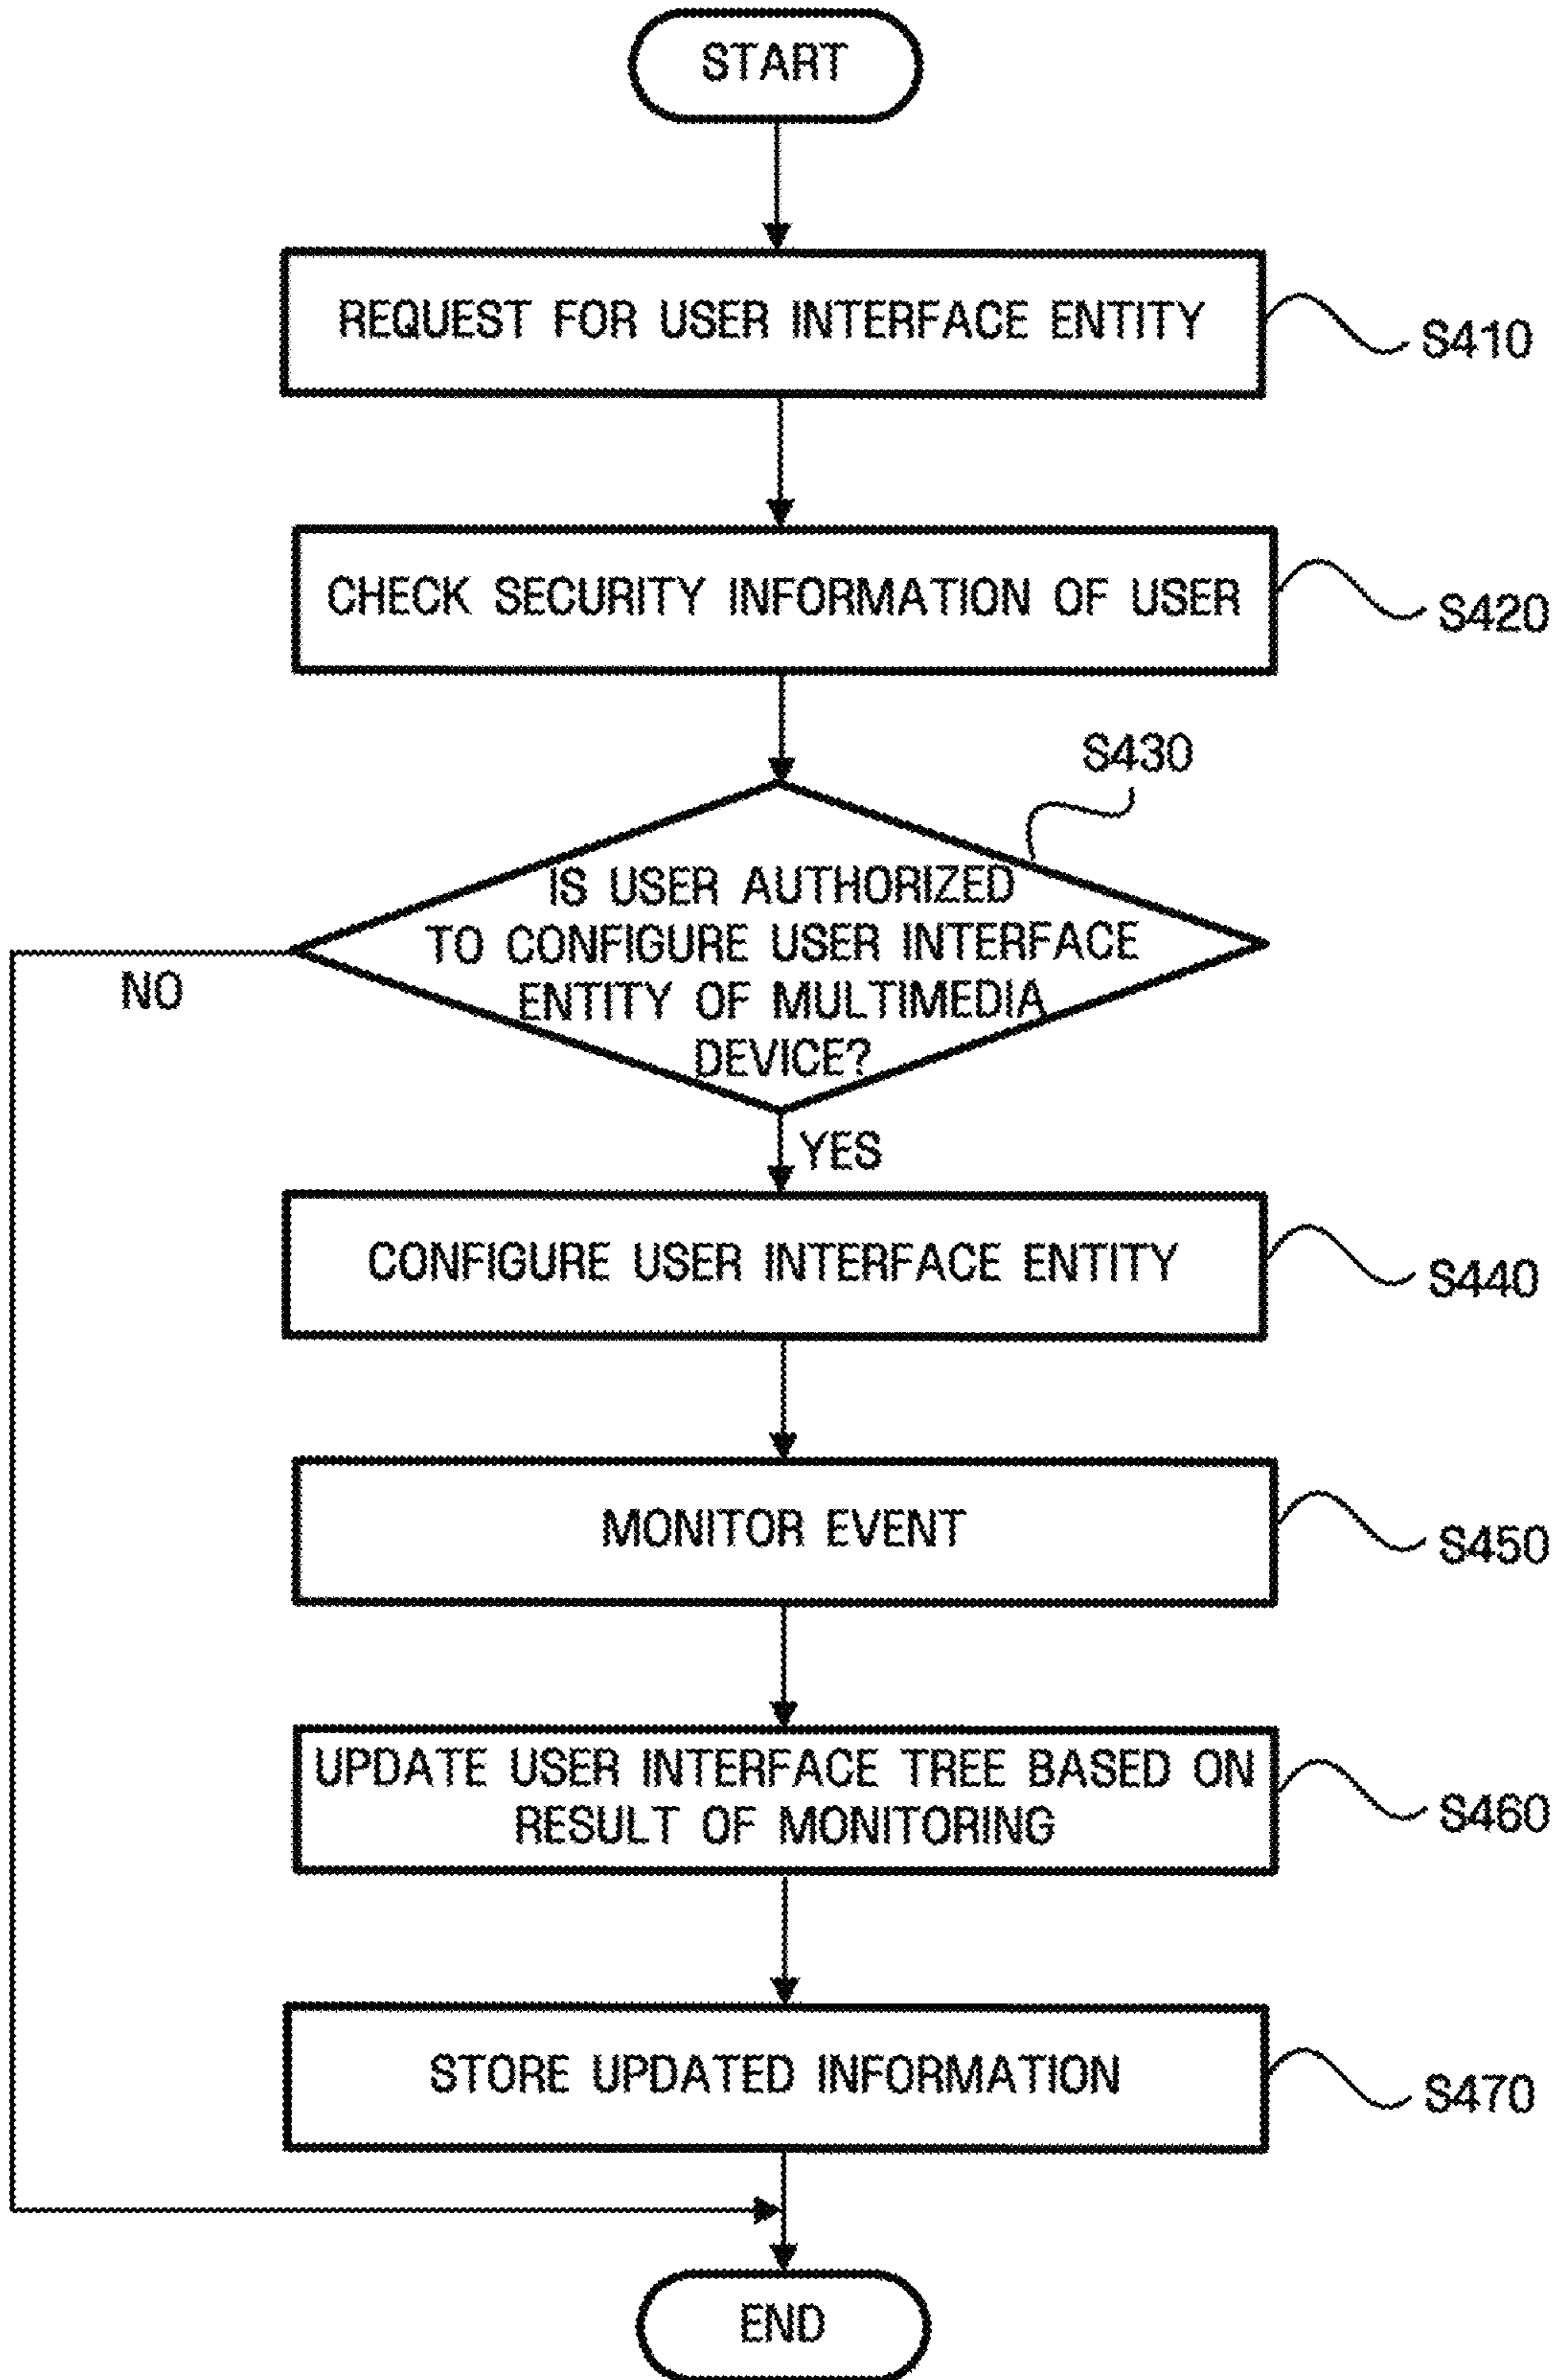 START
REQUEST FOR USER INTERFACE ENTITY
S410
CHECK SECURITY INFORMATION OF USER
S420
S430
IS USER AUTHORIZED
TO CONFIGURE USER INTERFACE
ENTITY OF MULTIMEDIA
DEVICE?
NO
YES
CONFIGURE USER INTERFACE ENTITY
S440
MONITOR EVENT
S450
UPDATE USER INTERFACE TREE BASED ON
RESULT OF MONITORING
S460
STORE UPDATED INFORMATION
S470
END